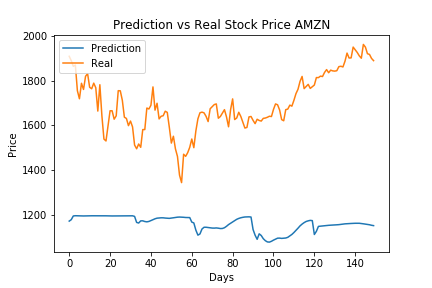 Prediction vs Real Stock Price AMZN
Prediction
Real
Price
2000
1800
1600
1400
1200
0 20 40 60 80 100 120 140
Days